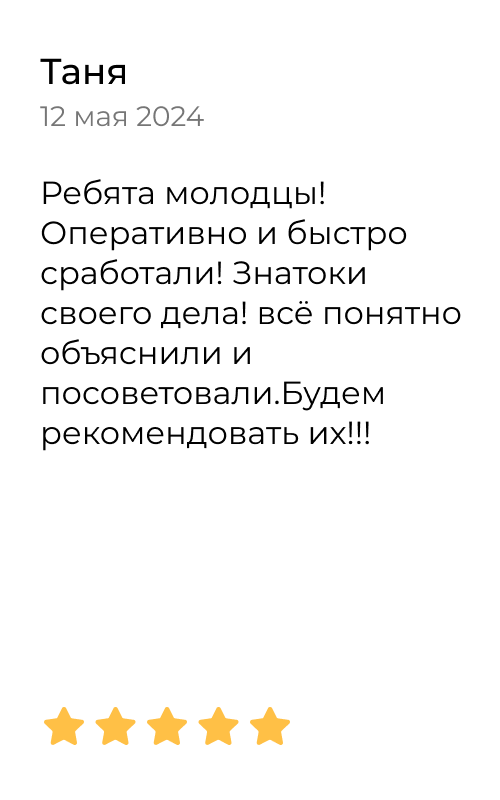 Таня
12 мая 2024
Ребята молодцы!
Оперативно и быстро
сработали! Знатоки
своего дела! всё понятно
объяснили и
посоветовали.Будем
рекомендовать их!!!